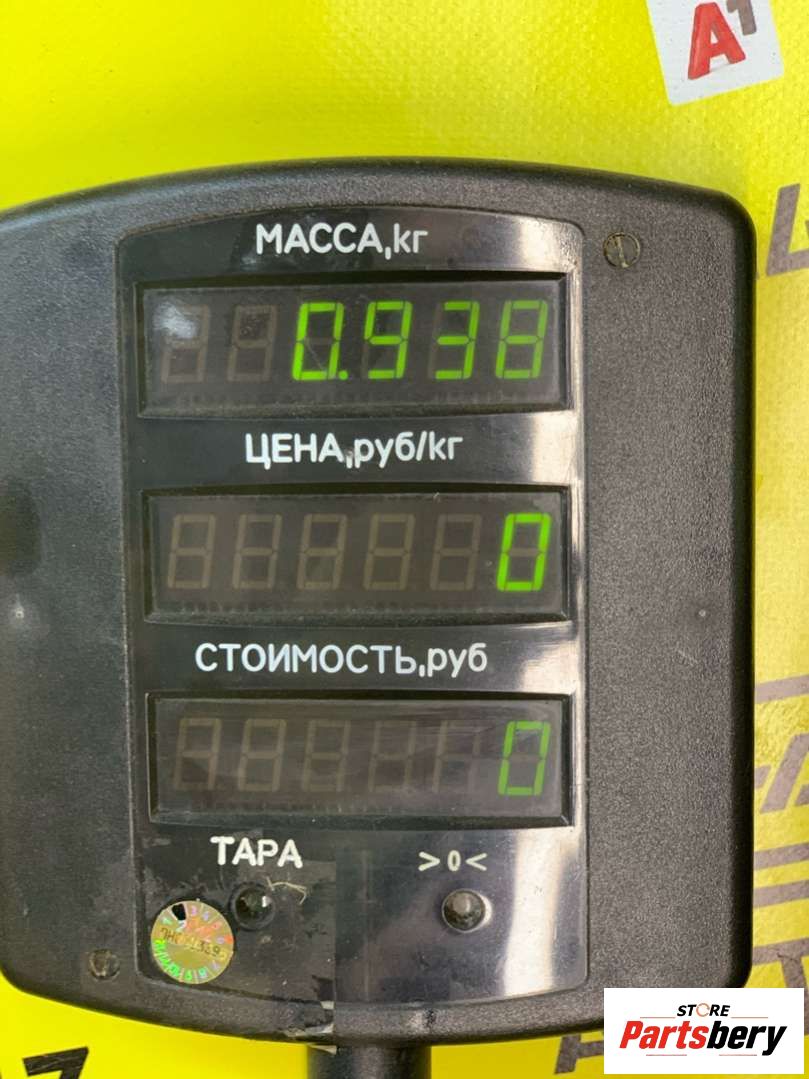 A1
МАССА,кг
0.938
ЦЕНА,руб/кг
0
СТОИМОСТЬ,руб
0
ТАРА >0<
STORE
Partsbery